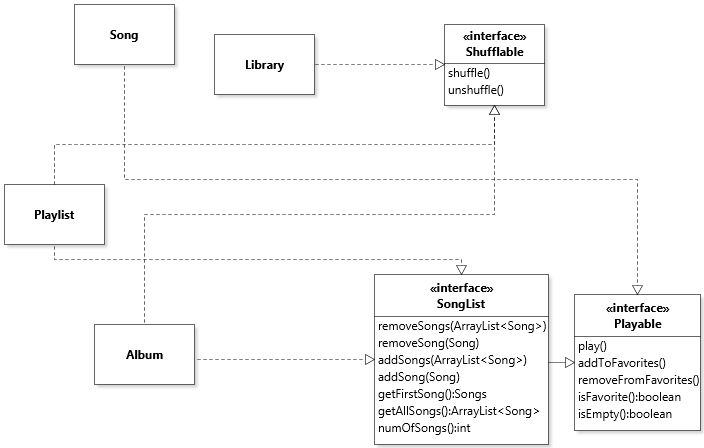 Song
Library
«interface»
Shufflable
shuffle()
unshuffle()
Playlist
«interface»
SongList
removeSongs(ArrayList<Song>)
removeSong(Song)
addSongs(ArrayList<Song>)
addSong(Song)
getFirstSong():Songs
getAllSongs():ArrayList<Song>
numOfSongs():int
«interface»
Playable
play()
addToFavorites()
removeFromFavorites()
isFavorite():boolean
isEmpty():boolean
Album